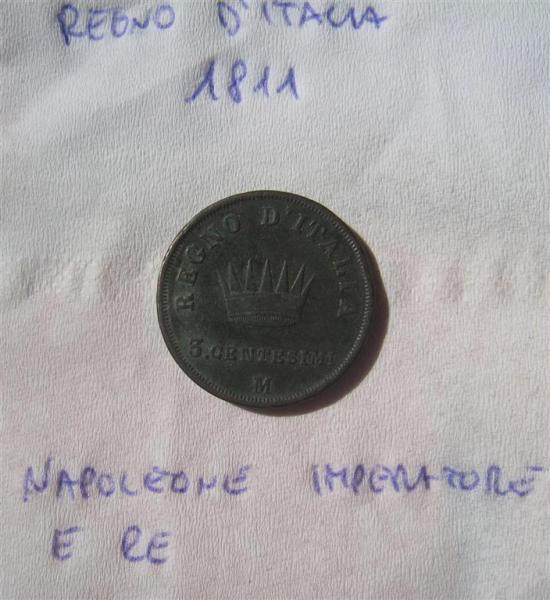 REGNO D'ITALIA
1811
REGNO D'ITALIA
3.CENTESIMI
M
NAPOLEONE IMPERATORE
E RE